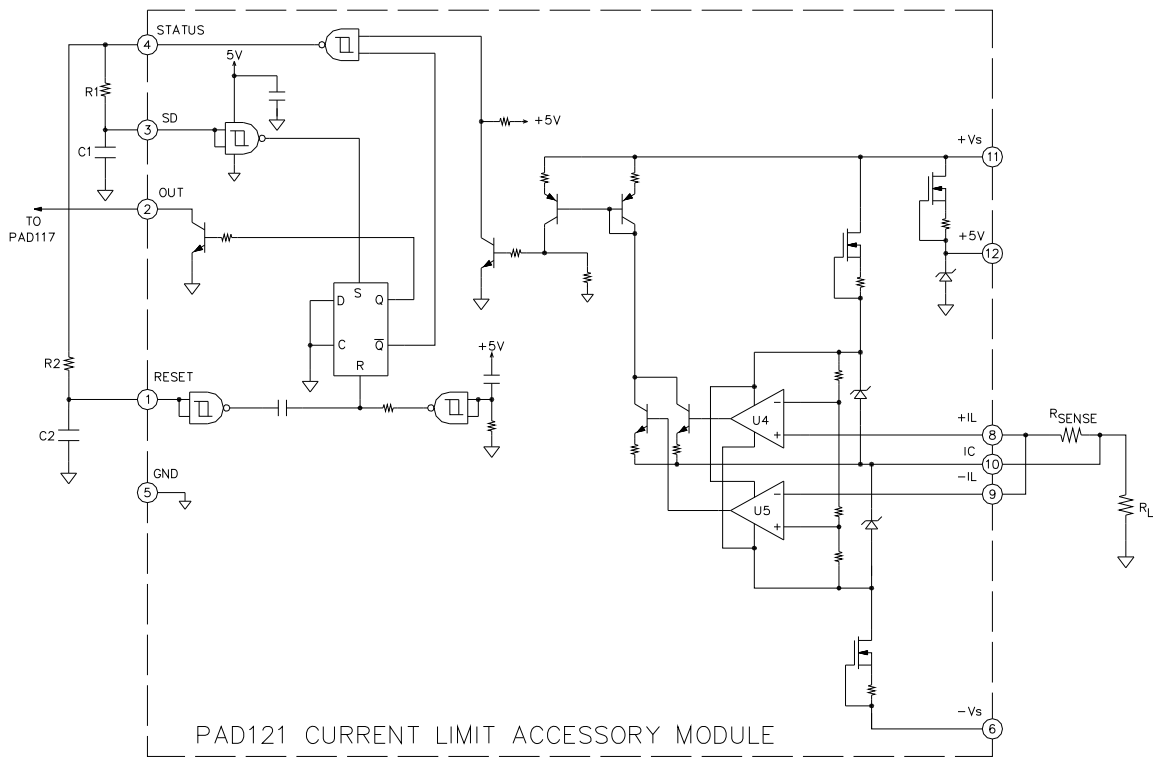 STATUS
4
5V
R1
SD
3
+5V
C1
+Vs
11
OUT
2
TO
PAD117
+5V
12
S
D
Q
C
Q̅
R
+5V
R2
RESET
1
C2
U4
+IL
8
RSENSE
IC
10
−IL
9
GND
5
U5
RL
−
+
−
+
−Vs
6
PAD121 CURRENT LIMIT ACCESSORY MODULE